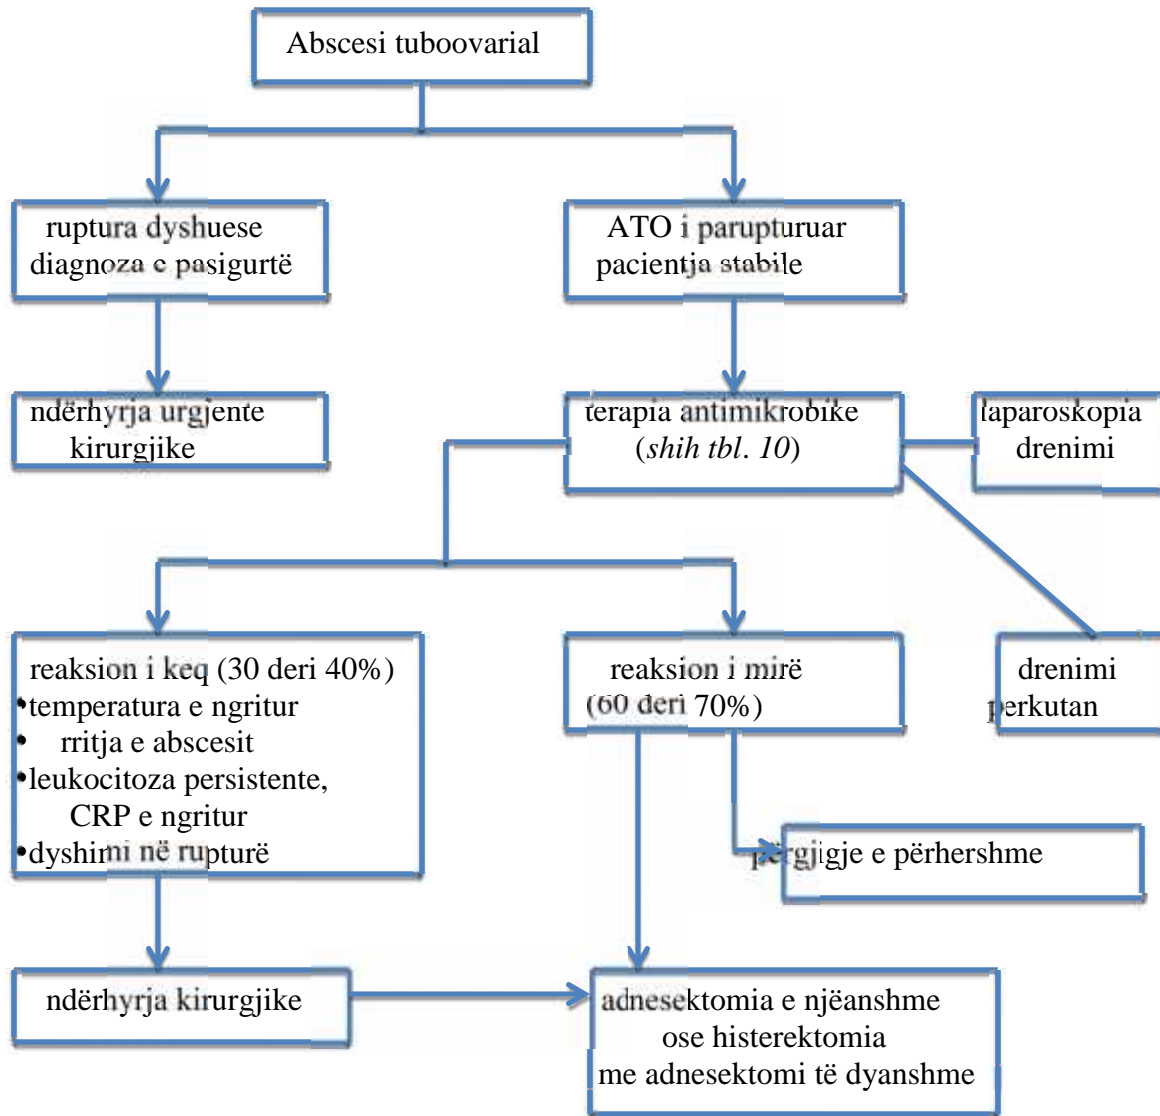 Abscesi tuboovarial
ruptura dyshuese
diagnoza e pasigurtë
ATO i parupturuar
pacientja stabile
ndërhyrja urgjente
kirurgjike
terapia antimikrobike
(shih tbl. 10)
laparoskopia
drenimi
reaksion i keq (30 deri 40%)
•temperatura e ngritur
• rritja e abscesit
•leukocitoza persistente,
CRP e ngritur
•dyshimi në rupturë
reaksion i mirë
(60 deri 70%)
drenimi
perkutan
përgjigje e përhershme
ndërhyrja kirurgjike
adnesektomia e njëanshme
ose histerektomia
me adnesektomi të dyanshme